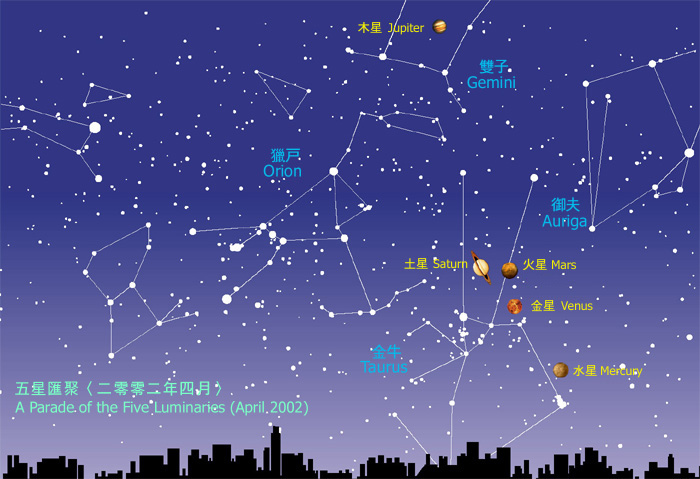 木星 Jupiter
雙子
Gemini
獵戶
Orion
御夫
Auriga
土星 Saturn
火星 Mars
金星 Venus
金牛
Taurus
水星 Mercury
五星匯聚〈二零零二年四月〉
A Parade of the Five Luminaries (April 2002)